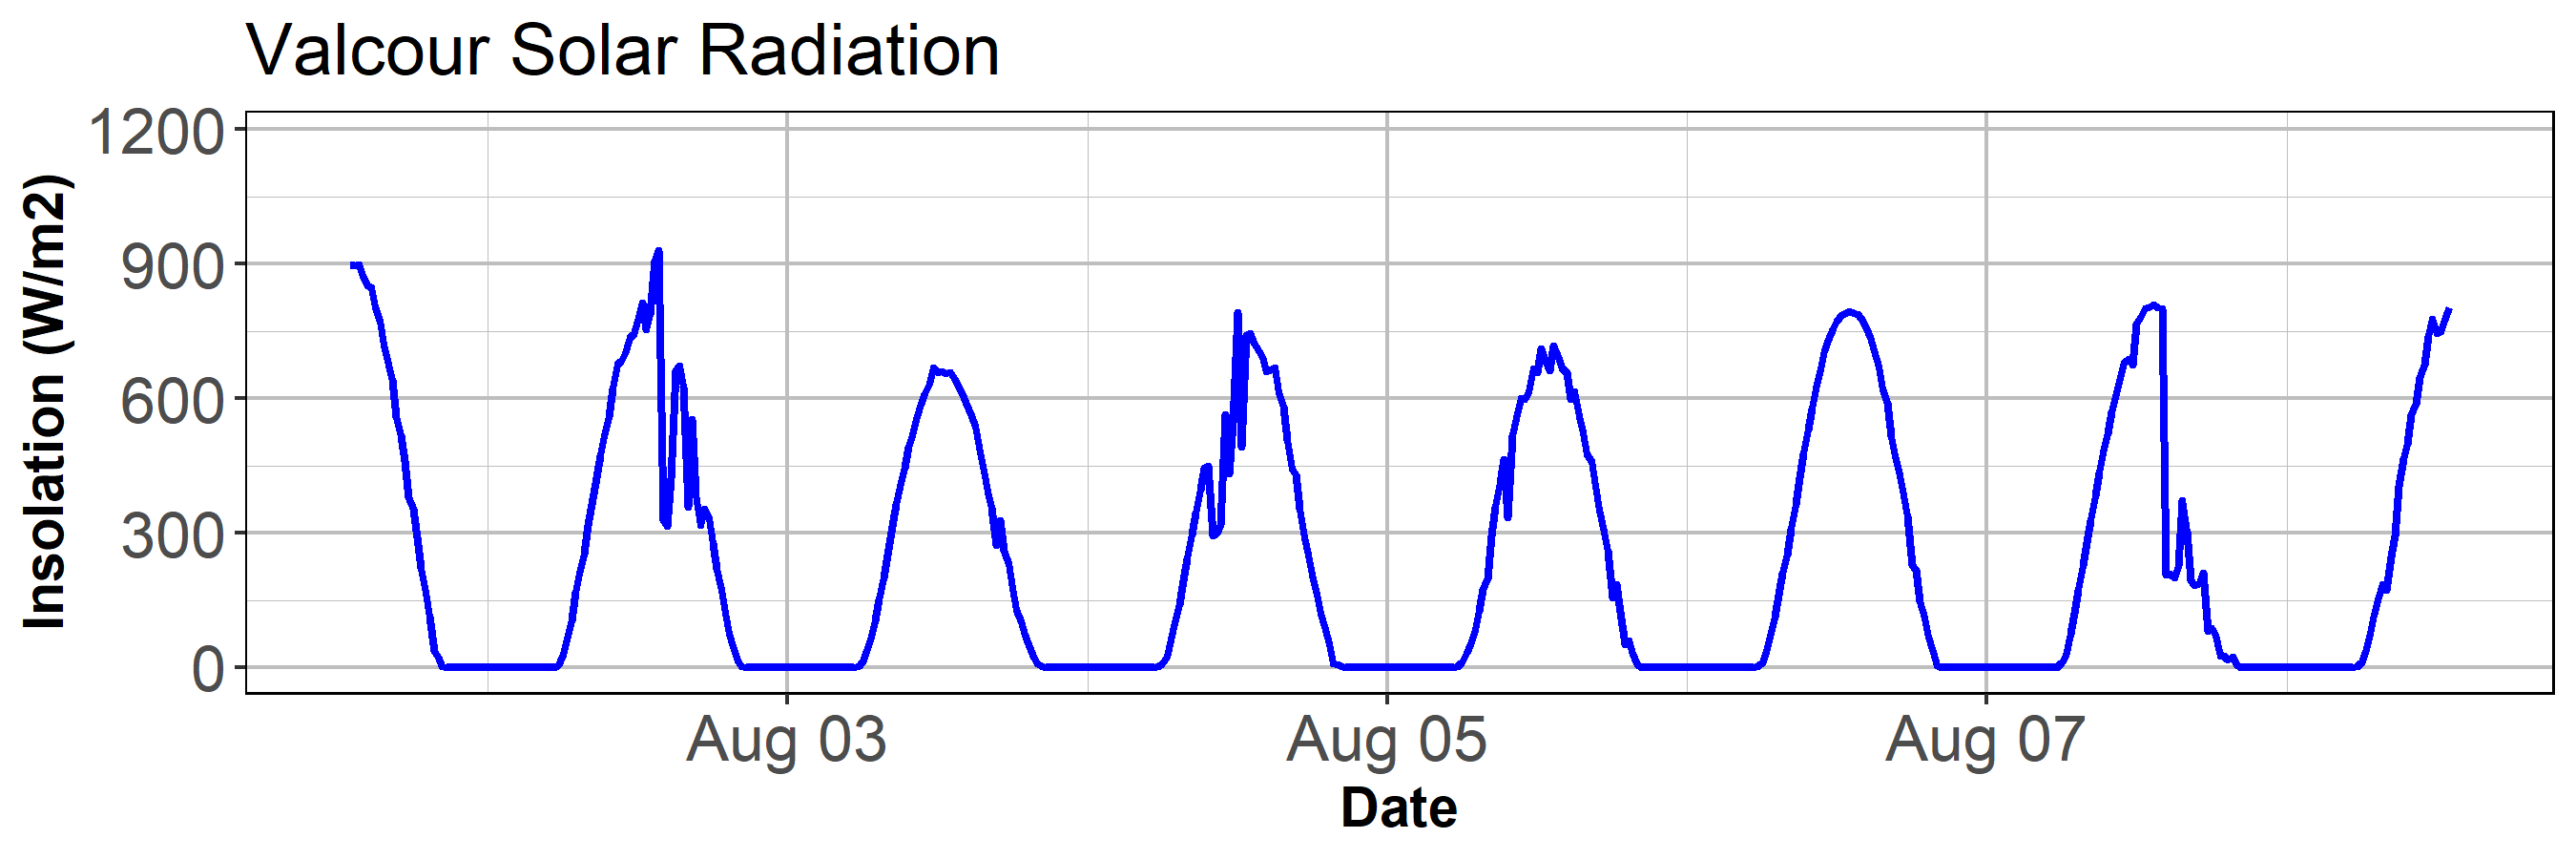 Valcour Solar Radiation
1200
900
600
300
0
Insolation (W/m2)
Aug 03
Aug 05
Aug 07
Date